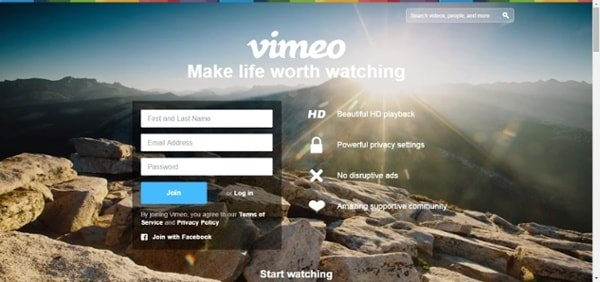 Search videos, people, and more
vimeo
Make life worth watching
First and Last Name
Email Address
Password
Join
or Log in
By joining Vimeo, you agree to our Terms of
Service and Privacy Policy
Join with Facebook
HD Beautiful HD playback
Powerful privacy settings
No disruptive ads
Amazing supportive community
Start watching